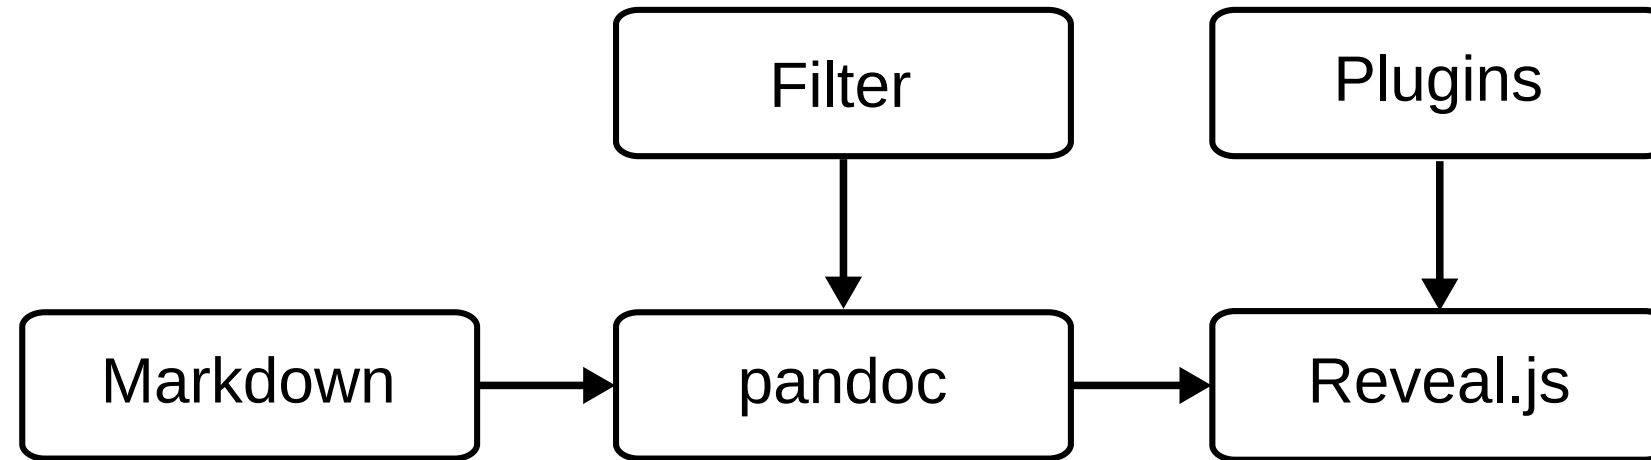 Filter
Plugins
Markdown
pandoc
Reveal.js